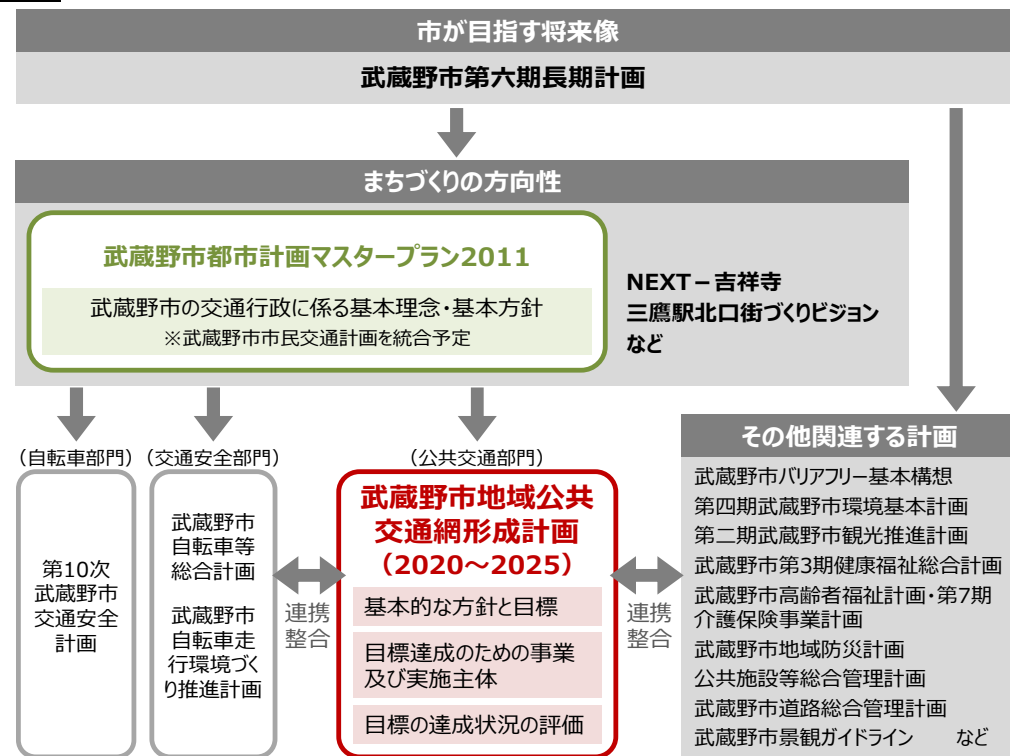 市が目指す将来像
武蔵野市第六期長期計画
まちづくりの方向性
武蔵野市都市計画マスタープラン2011
武蔵野市の交通行政に係る基本理念・基本方針
※武蔵野市市民交通計画を統合予定
NEXT－吉祥寺
三鷹駅北口街づくりビジョン
など
（自転車部門）
第10次
武蔵野市
交通安全
計画
（交通安全部門）
武蔵野市
自転車等
総合計画
武蔵野市
自転車走
行環境づく
り推進計画
連携
整合
（公共交通部門）
武蔵野市地域公共
交通網形成計画
（2020～2025）
基本的な方針と目標
目標達成のための事業
及び実施主体
目標の達成状況の評価
連携
整合
その他関連する計画
武蔵野市バリアフリー基本構想
第四期武蔵野市環境基本計画
第二期武蔵野市観光推進計画
武蔵野市第3期健康福祉総合計画
武蔵野市高齢者福祉計画・第7期
介護保険事業計画
武蔵野市地域防災計画
公共施設等総合管理計画
武蔵野市道路総合管理計画
武蔵野市景観ガイドライン　　など